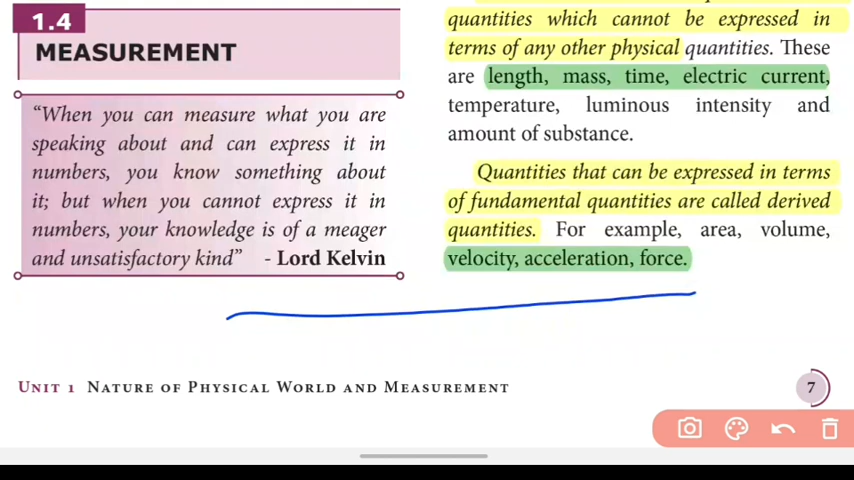 1.4
MEASUREMENT
“When you can measure what you are
speaking about and can express it in
numbers, you know something about
it; but when you cannot express it in
numbers, your knowledge is of a meager
and unsatisfactory kind” - Lord Kelvin
quantities which cannot be expressed in
terms of any other physical quantities. These
are length, mass, time, electric current,
temperature, luminous intensity and
amount of substance.
Quantities that can be expressed in terms
of fundamental quantities are called derived
quantities. For example, area, volume,
velocity, acceleration, force.
Unit 1 Nature of Physical World and Measurement
7